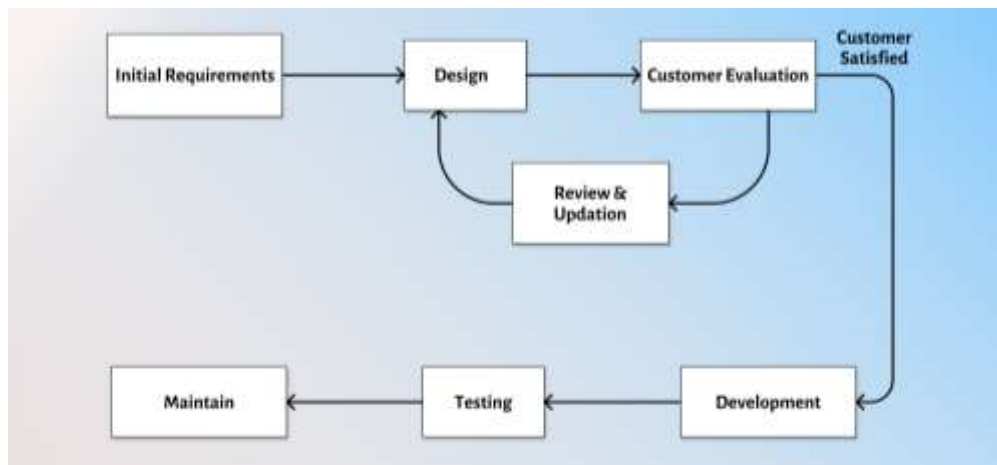 Initial Requirements
Design
Customer Evaluation
Customer
Satisfied
Review &
Updation
Maintain
Testing
Development